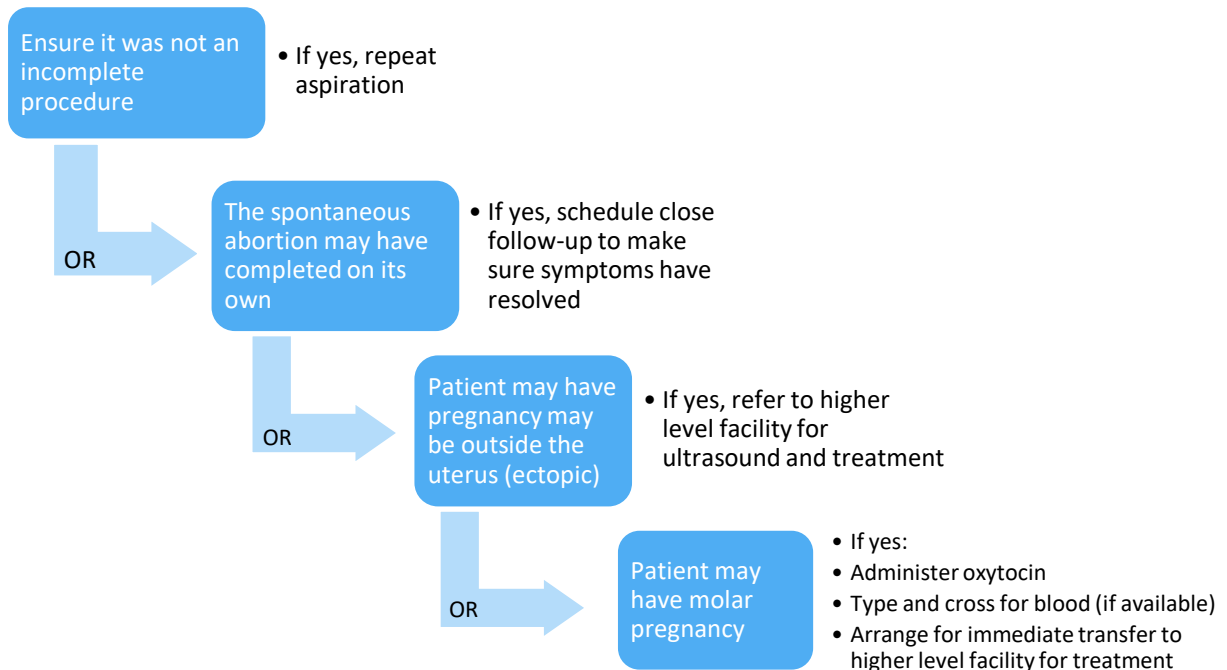 Ensure it was not an
incomplete
procedure
• If yes, repeat
aspiration
OR
The spontaneous
abortion may have
completed on its
own
• If yes, schedule close
follow-up to make
sure symptoms have
resolved
OR
Patient may have
pregnancy may
be outside the
uterus (ectopic)
• If yes, refer to higher
level facility for
ultrasound and treatment
OR
Patient may
have molar
pregnancy
• If yes:
• Administer oxytocin
• Type and cross for blood (if available)
• Arrange for immediate transfer to
higher level facility for treatment